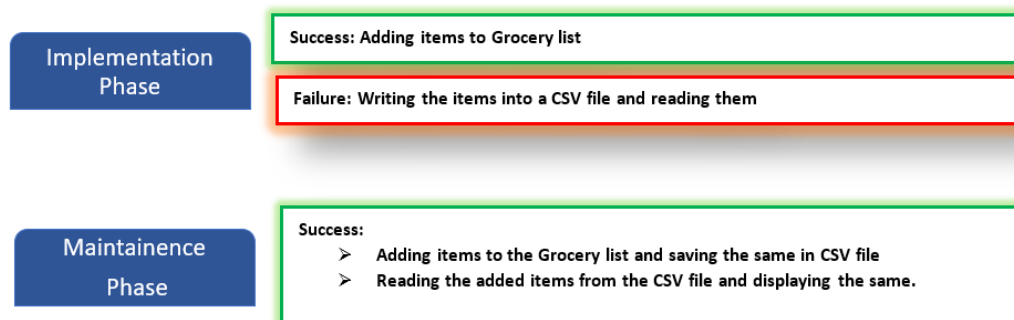 Implementation
Phase
Success: Adding items to Grocery list
Failure: Writing the items into a CSV file and reading them
Maintainence
Phase
Success:
➤ Adding items to the Grocery list and saving the same in CSV file
➤ Reading the added items from the CSV file and displaying the same.